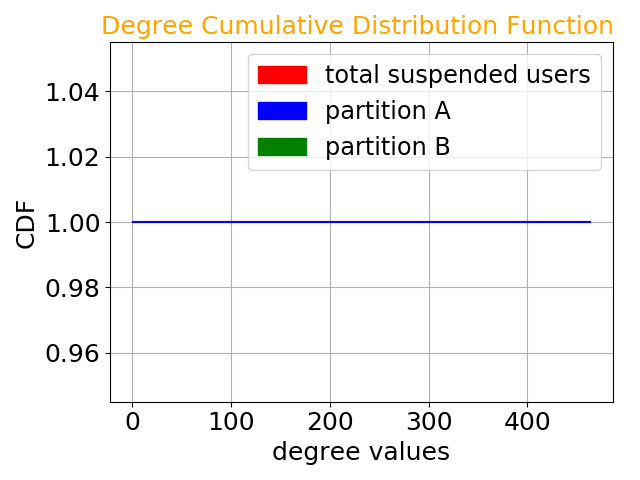 Degree Cumulative Distribution Function
total suspended users
partition A
partition B
1.04
1.02
1.00
0.98
0.96
CDF
0 100 200 300 400
degree values